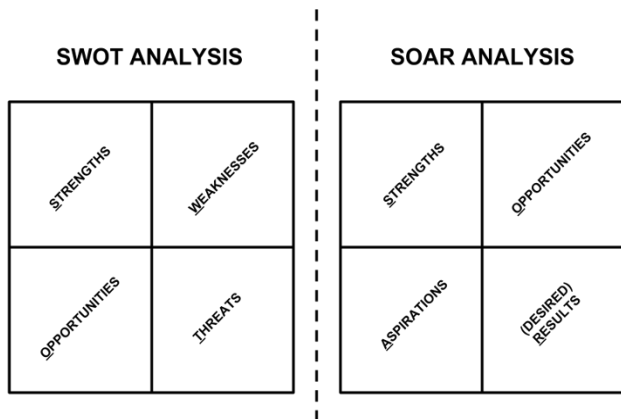 SWOT ANALYSIS
STRENGTHS
WEAKNESSES
OPPORTUNITIES
THREATS
SOAR ANALYSIS
STRENGTHS
OPPORTUNITIES
ASPIRATIONS
(DESIRED)
RESULTS